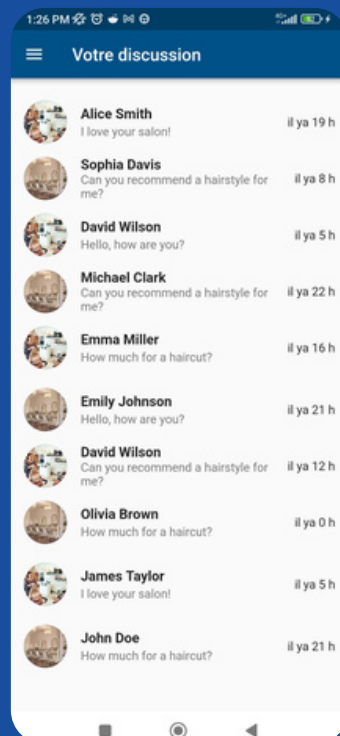 1:26 PM
Votre discussion
Alice Smith
I love your salon!
il ya 19 h
Sophia Davis
Can you recommend a hairstyle for
me?
il ya 8 h
David Wilson
Hello, how are you?
il ya 5 h
Michael Clark
Can you recommend a hairstyle for
me?
il ya 22 h
Emma Miller
How much for a haircut?
il ya 16 h
Emily Johnson
Hello, how are you?
il ya 21 h
David Wilson
Can you recommend a hairstyle for
me?
il ya 12 h
Olivia Brown
How much for a haircut?
il ya 0 h
James Taylor
I love your salon!
il ya 5 h
John Doe
How much for a haircut?
il ya 21 h